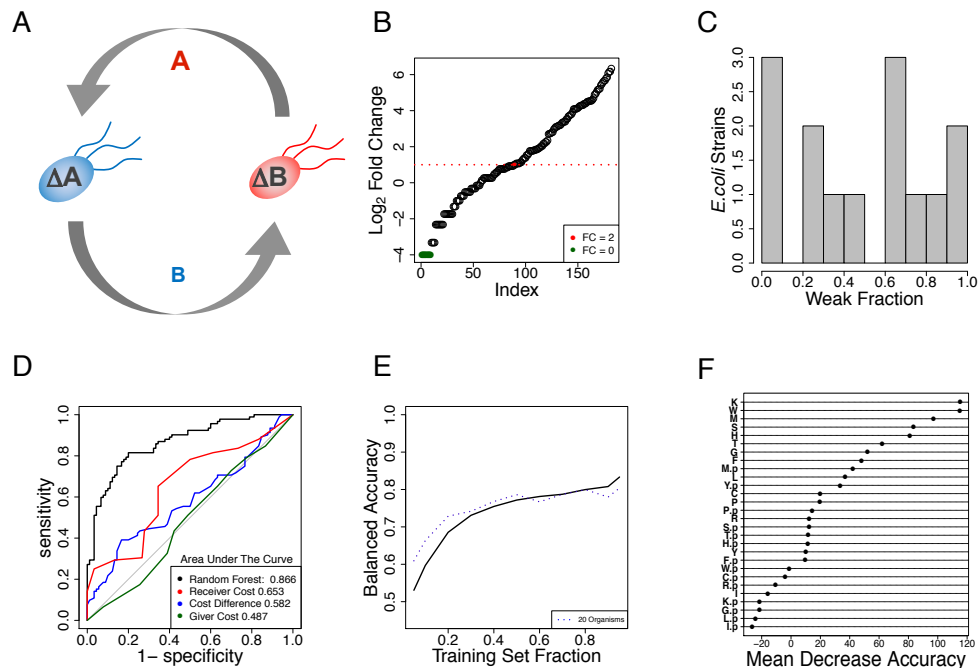 A
A
ΔA
ΔB
B
B
Log2 Fold Change
6
4
2
0
-2
-4
FC = 2
FC = 0
0
50
100
150
Index
C
E.coli Strains
3.0
2.5
2.0
1.5
1.0
0.5
0.0
0.0
0.2
0.4
0.6
0.8
1.0
Weak Fraction
D
sensitivity
1.0
0.8
0.6
0.4
0.2
0.0
Area Under The Curve
Random Forest: 0.866
Receiver Cost 0.653
Cost Difference 0.582
Giver Cost 0.487
0.0
0.2
0.4
0.6
0.8
1.0
1− specificity
E
Balanced Accuracy
1.0
0.9
0.8
0.7
0.6
0.5
20 Organisms
0.2
0.4
0.6
0.8
Training Set Fraction
F
K
W
M
S
H
T
G
F
M.p
L
Y.p
C
P
P.p
R
S.p
T.p
H.p
Y
F.p
W.p
C.p
R.p
I
K.p
G.p
L.p
I.p
-20
0
20
40
60
80
100
120
Mean Decrease Accuracy